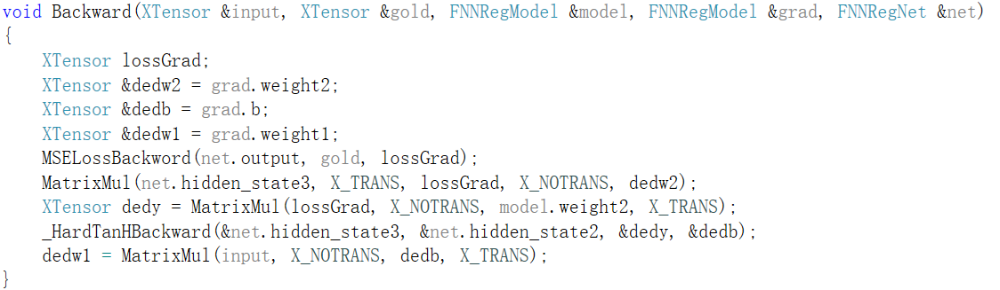 void Backward(XTensor &input, XTensor &gold, FNNRegModel &model, FNNRegModel &grad, FNNRegNet &net)
{
    XTensor lossGrad;
    XTensor &dedw2 = grad.weight2;
    XTensor &dedb = grad.b;
    XTensor &dedw1 = grad.weight1;
    MSELossBackword(net.output, gold, lossGrad);
    MatrixMul(net.hidden_state3, X_TRANS, lossGrad, X_NOTRANS, dedw2);
    XTensor dedy = MatrixMul(lossGrad, X_NOTRANS, model.weight2, X_TRANS);
    _HardTanHBackward(&net.hidden_state3, &net.hidden_state2, &dedy, &dedb);
    dedw1 = MatrixMul(input, X_NOTRANS, dedb, X_TRANS);
}